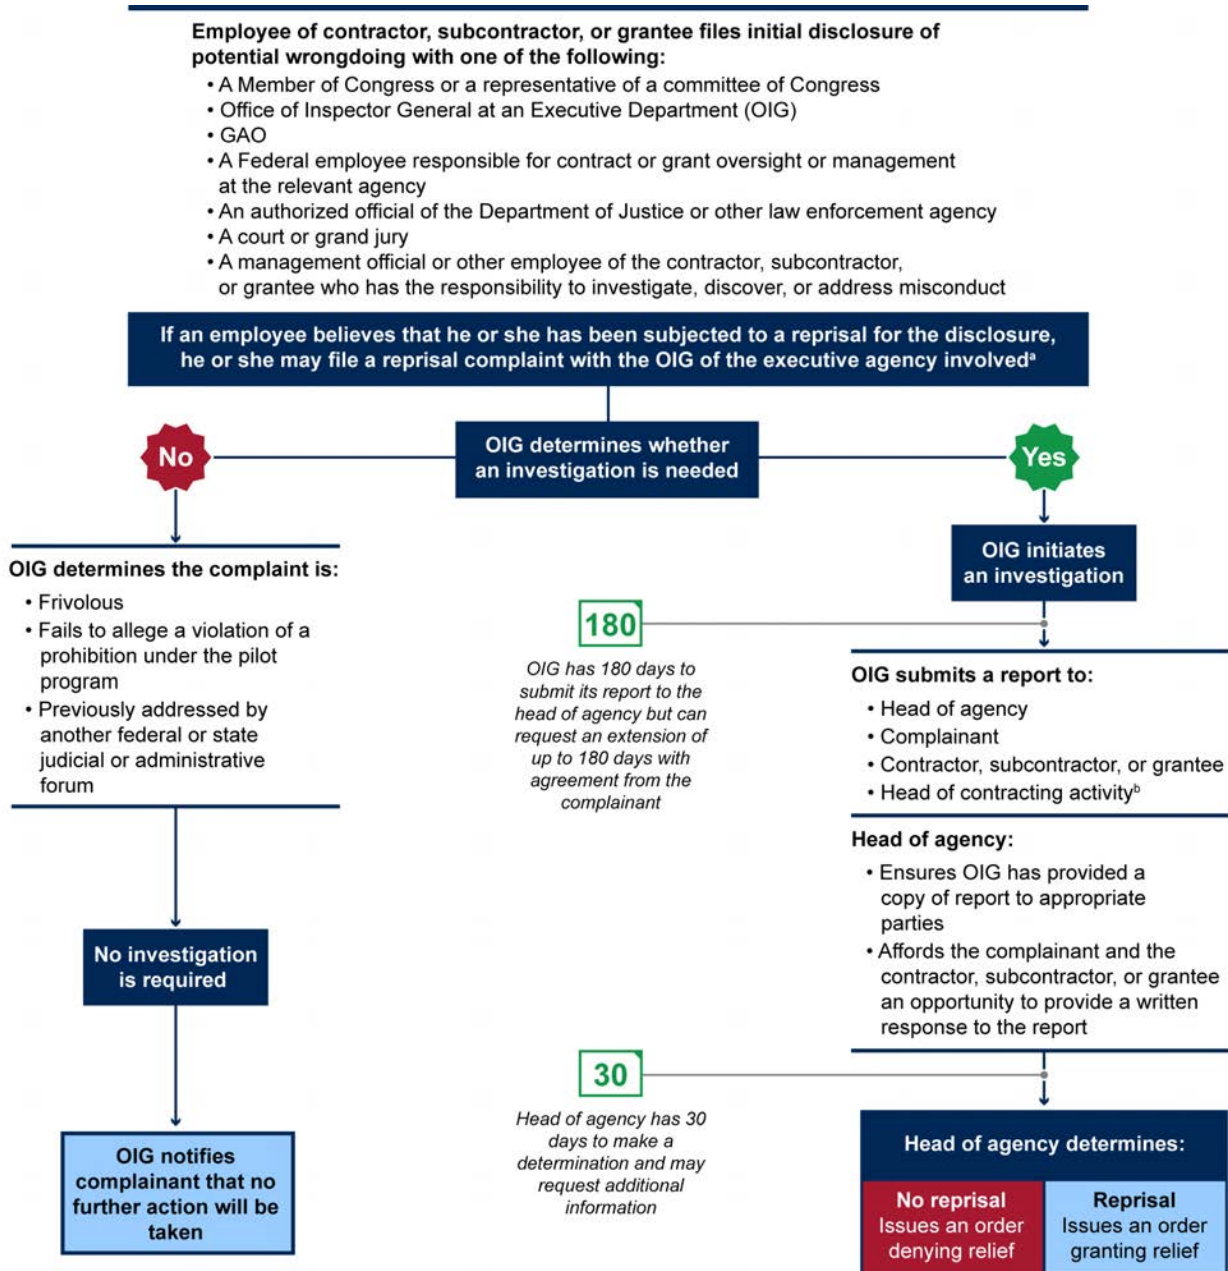 Employee of contractor, subcontractor, or grantee files initial disclosure of
potential wrongdoing with one of the following:
• A Member of Congress or a representative of a committee of Congress
• Office of Inspector General at an Executive Department (OIG)
• GAO
• A Federal employee responsible for contract or grant oversight or management
at the relevant agency
• An authorized official of the Department of Justice or other law enforcement agency
• A court or grand jury
• A management official or other employee of the contractor, subcontractor,
or grantee who has the responsibility to investigate, discover, or address misconduct
If an employee believes that he or she has been subjected to a reprisal for the disclosure,
he or she may file a reprisal complaint with the OIG of the executive agency involvedᵃ
OIG determines whether
an investigation is needed
No
Yes
OIG determines the complaint is:
• Frivolous
• Fails to allege a violation of a
prohibition under the pilot
program
• Previously addressed by
another federal or state
judicial or administrative
forum
No investigation
is required
OIG notifies
complainant that no
further action will be
taken
OIG initiates
an investigation
180
OIG has 180 days to
submit its report to the
head of agency but can
request an extension of
up to 180 days with
agreement from the
complainant
OIG submits a report to:
• Head of agency
• Complainant
• Contractor, subcontractor, or grantee
• Head of contracting activityᵇ
Head of agency:
• Ensures OIG has provided a
copy of report to appropriate
parties
• Affords the complainant and the
contractor, subcontractor, or grantee
an opportunity to provide a written
response to the report
30
Head of agency has 30
days to make a
determination and may
request additional
information
Head of agency determines:
No reprisal
Issues an order
denying relief
Reprisal
Issues an order
granting relief